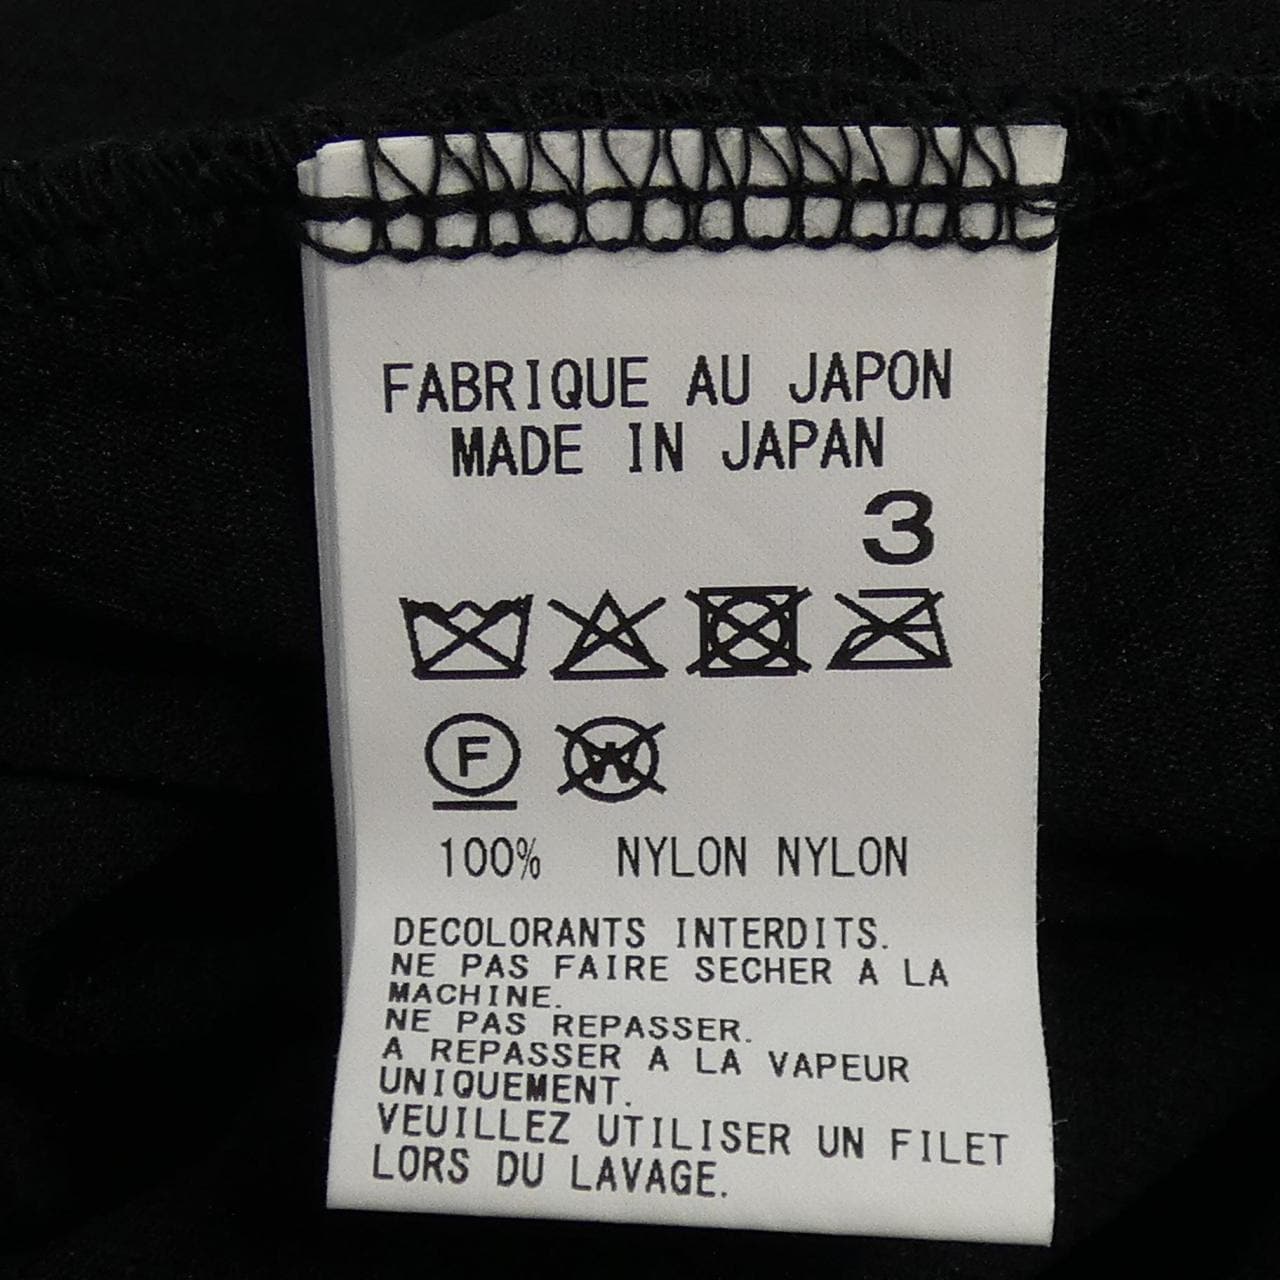 FABRIQUE AU JAPON
MADE IN JAPAN
3
F
W
100% NYLON NYLON
DECOLORANTS INTERDITS.
NE PAS FAIRE SECHER A LA
MACHINE.
NE PAS REPASSER.
A REPASSER A LA VAPEUR
UNIQUEMENT.
VEUILLEZ UTILISER UN FILET
LORS DU LAVAGE.